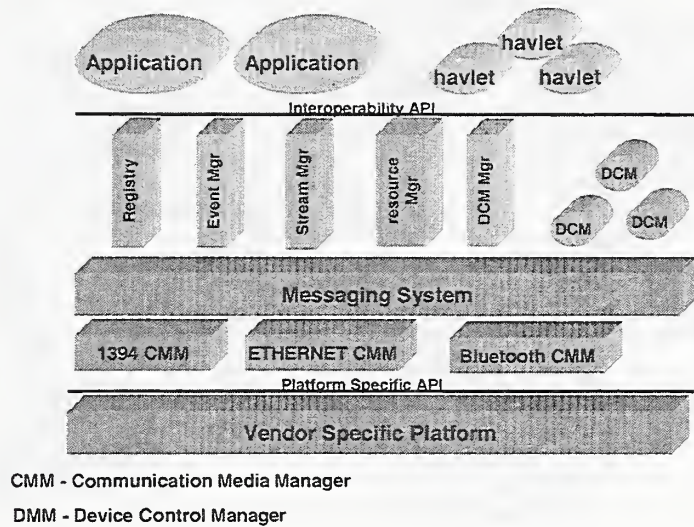 Application
Application
havlet
havlet
havlet
Interoperability API
Registry
Event Mgr
Stream Mgr
resource
Mgr
DCM Mgr
DCM
DCM
DCM
Messaging System
1394 CMM
ETHERNET CMM
Bluetooth CMM
Platform Specific API
Vendor Specific Platform
CMM - Communication Media Manager
DMM - Device Control Manager